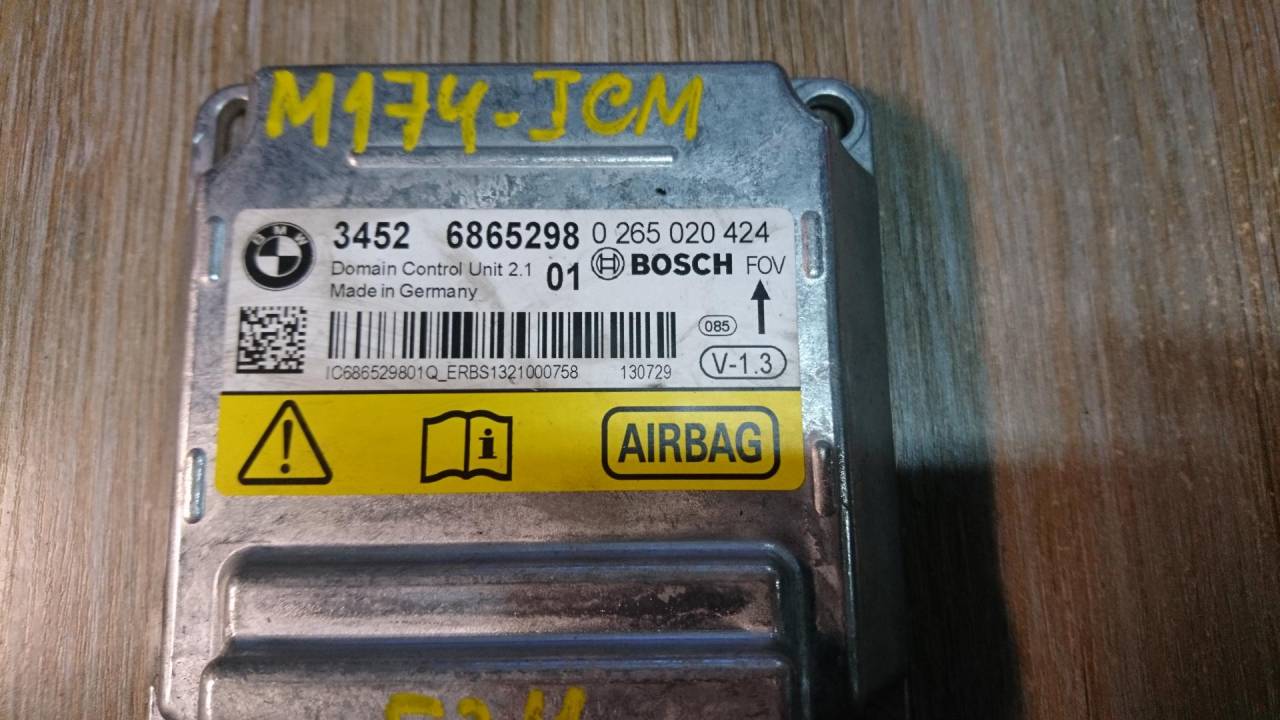 M174-JCM
BMW
3452 6865298 0 265 020 424
Domain Control Unit 2.1 01 BOSCH FOV
Made in Germany
085
V-1.3
IC686529801Q_ERBS1321000758 130729
AIRBAG